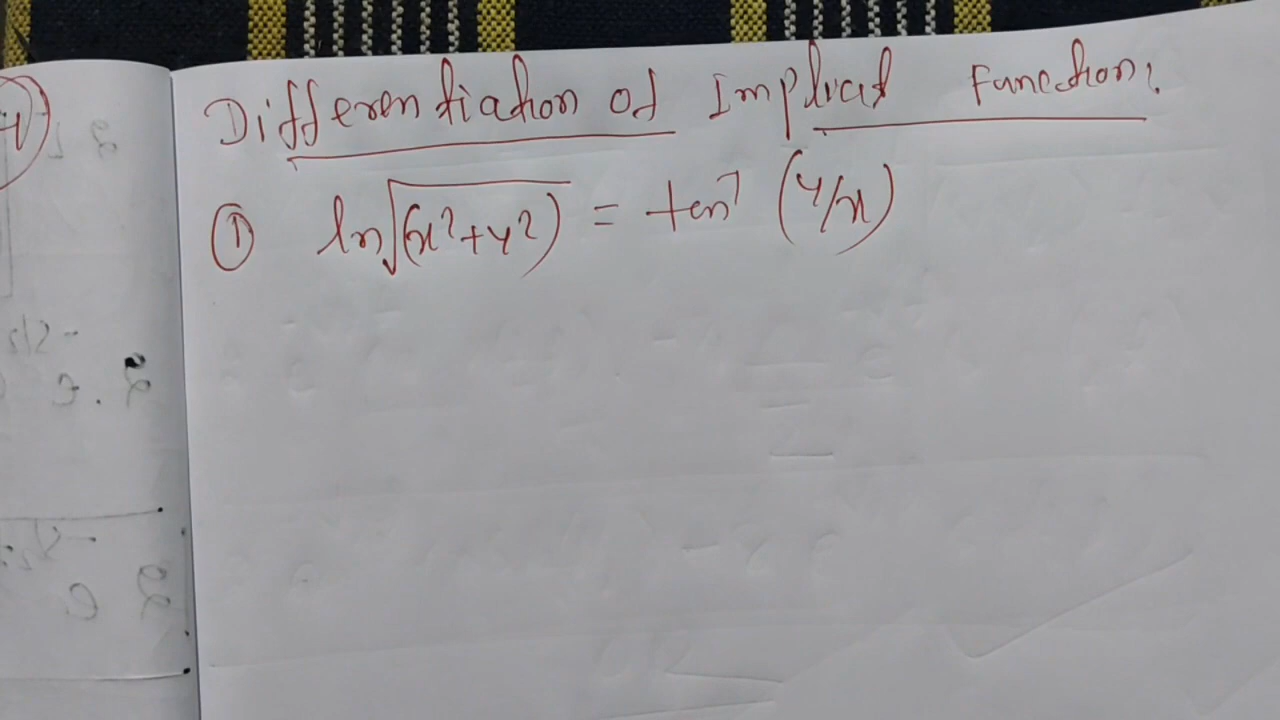 Differentiation of Implicit Function:
① ln√(x²+y²) = tan⁻¹ (y/x)